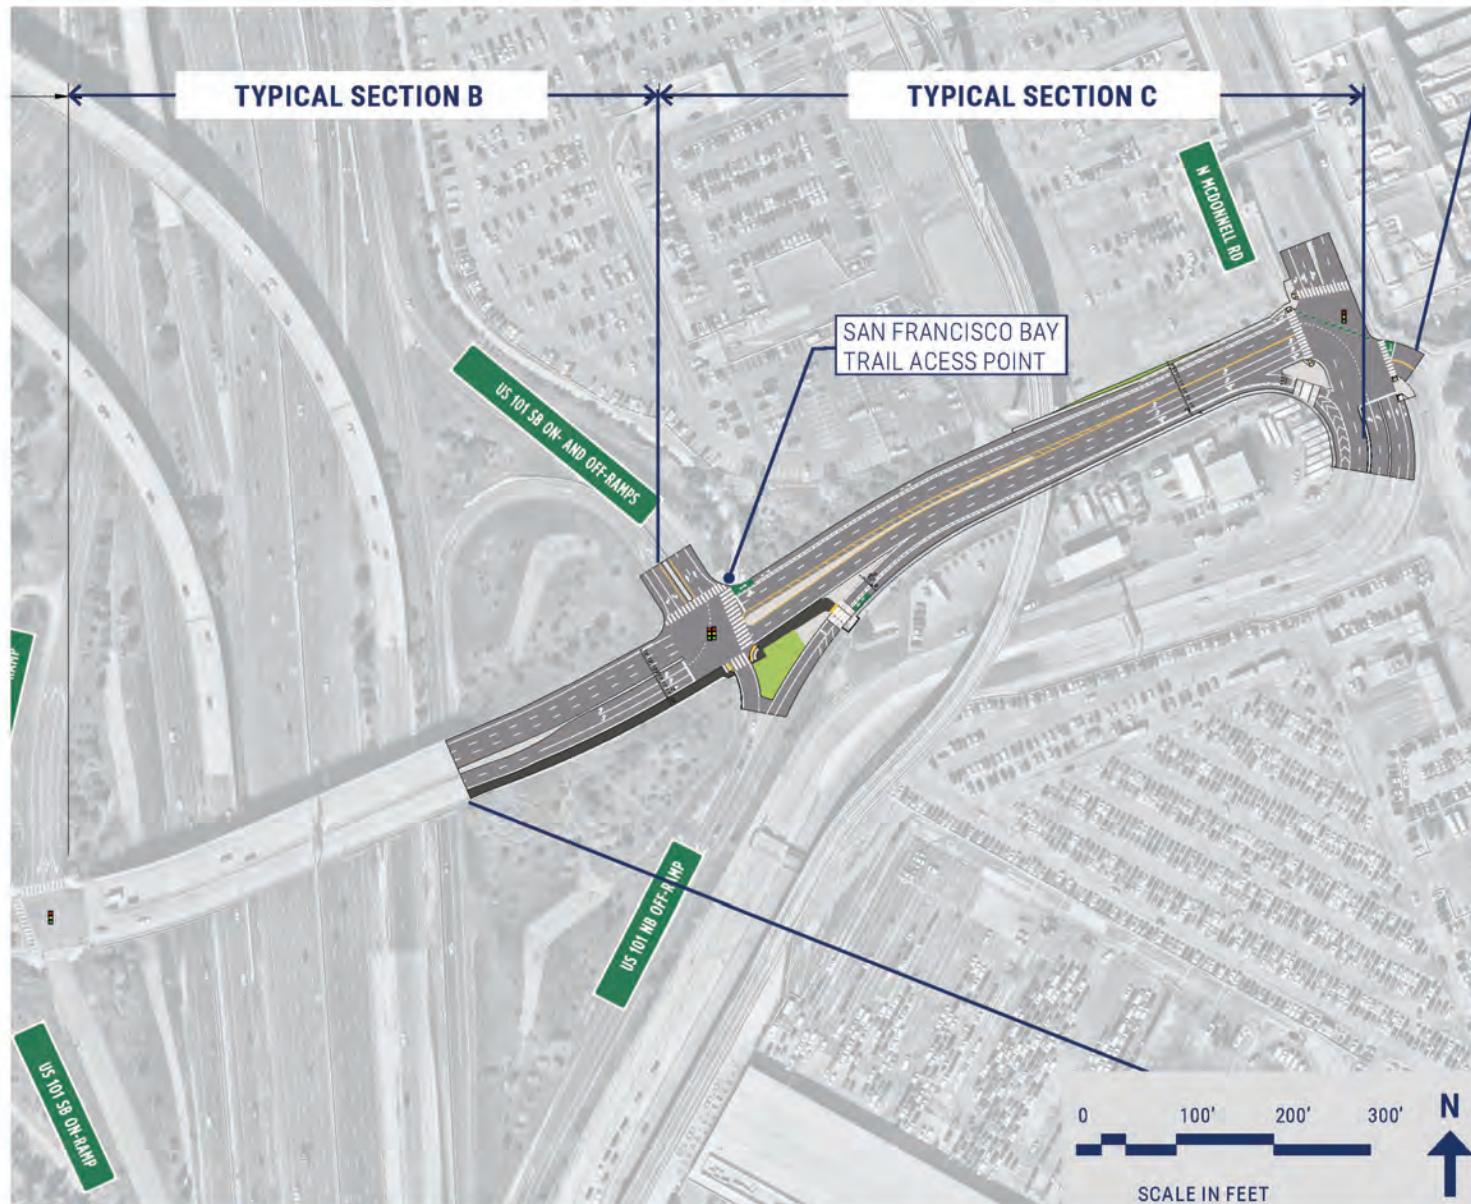 TYPICAL SECTION B
TYPICAL SECTION C
N MCDONNELL RD
SAN FRANCISCO BAY
TRAIL ACESS POINT
US 101 SB ON- AND OFF-RAMPS
US 101 NB OFF-RAMP
US 101 SB ON-RAMP
0 100' 200' 300'
N
SCALE IN FEET